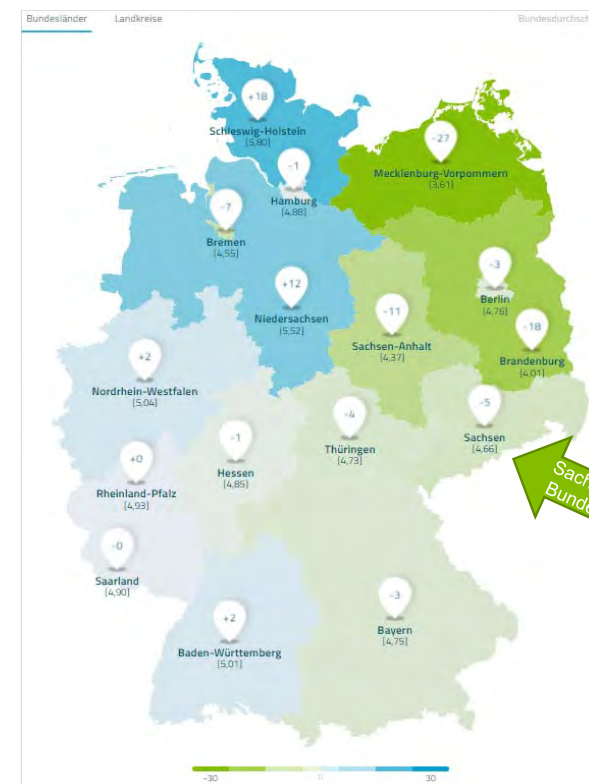 Bundesländer Landkreise
+18
Schleswig-Holstein
[5,80]
-27
Mecklenburg-Vorpommern
[3,61]
-1
Hamburg
[4,88]
-7
Bremen
[4,55]
-3
Berlin
[4,76]
+12
Niedersachsen
[5,52]
-11
Sachsen-Anhalt
[4,37]
-18
Brandenburg
[4,01]
+2
Nordrhein-Westfalen
[5,04]
-5
Sachsen
[4,66]
-4
Thüringen
[4,73]
-1
Hessen
[4,85]
+0
Rheinland-Pfalz
[4,93]
-0
Saarland
[4,90]
-3
Bayern
[4,75]
+2
Baden-Württemberg
[5,01]
-30 0 30